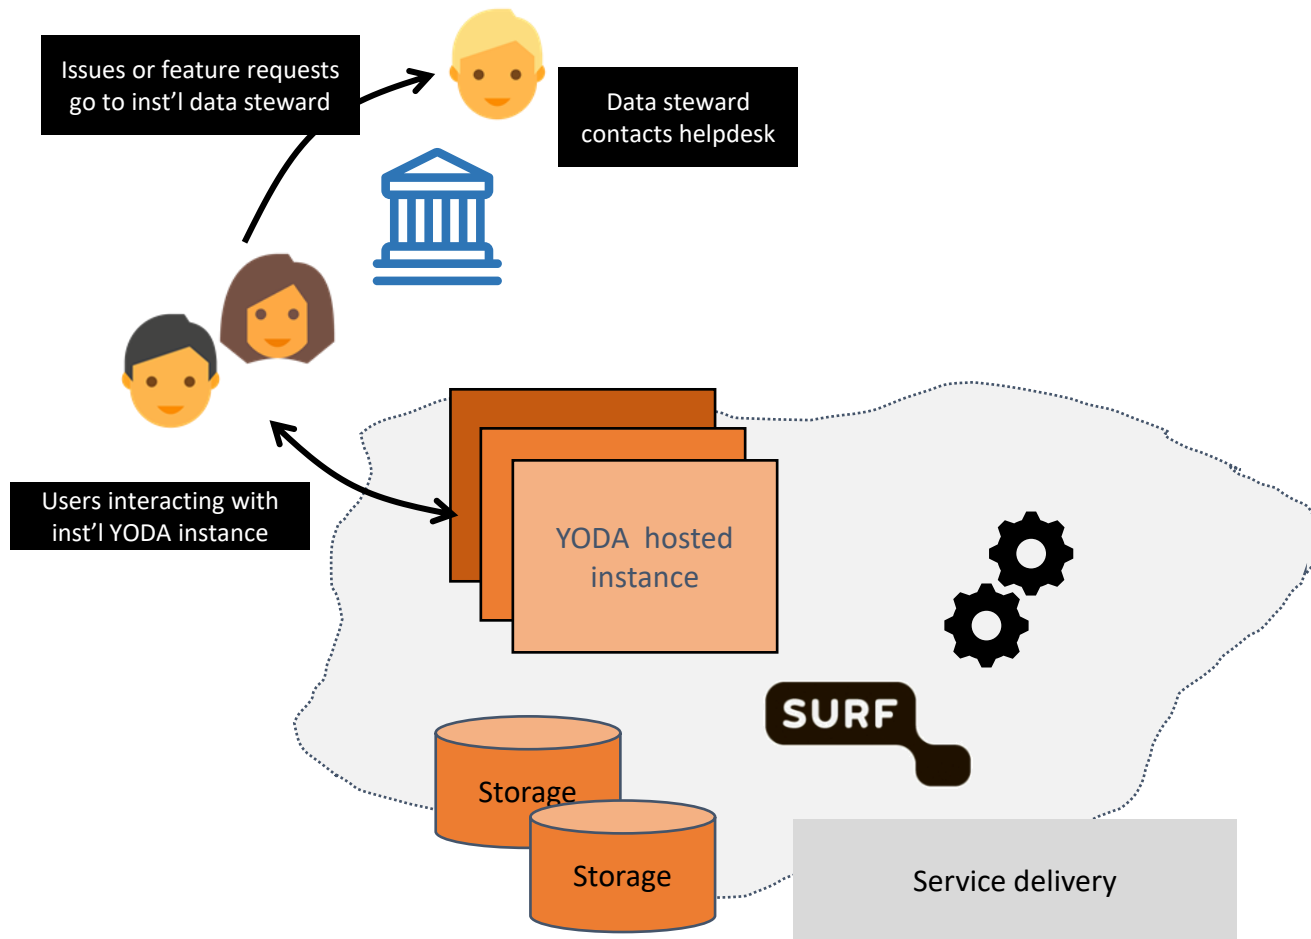 Issues or feature requests
go to inst’l data steward
Data steward
contacts helpdesk
Users interacting with
inst’l YODA instance
YODA  hosted
instance
SURF
Storage
Storage
Service delivery